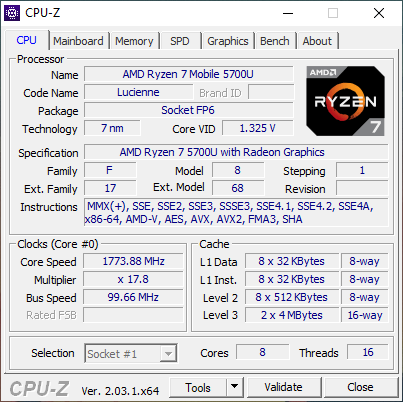 CPU-Z
CPU Mainboard Memory SPD Graphics Bench About
Processor
Name AMD Ryzen 7 Mobile 5700U
Code Name Lucienne Brand ID
Package Socket FP6
Technology 7 nm Core VID 1.325 V
AMD
RYZEN
7
Specification AMD Ryzen 7 5700U with Radeon Graphics
Family F Model 8 Stepping 1
Ext. Family 17 Ext. Model 68 Revision
Instructions MMX(+), SSE, SSE2, SSE3, SSSE3, SSE4.1, SSE4.2, SSE4A,
x86-64, AMD-V, AES, AVX, AVX2, FMA3, SHA
Clocks (Core #0)
Core Speed 1773.88 MHz
Multiplier x 17.8
Bus Speed 99.66 MHz
Rated FSB
Cache
L1 Data 8 x 32 KBytes 8-way
L1 Inst. 8 x 32 KBytes 8-way
Level 2 8 x 512 KBytes 8-way
Level 3 2 x 4 MBytes 16-way
Selection Socket #1 Cores 8 Threads 16
CPU-Z Ver. 2.03.1.x64 Tools Validate Close